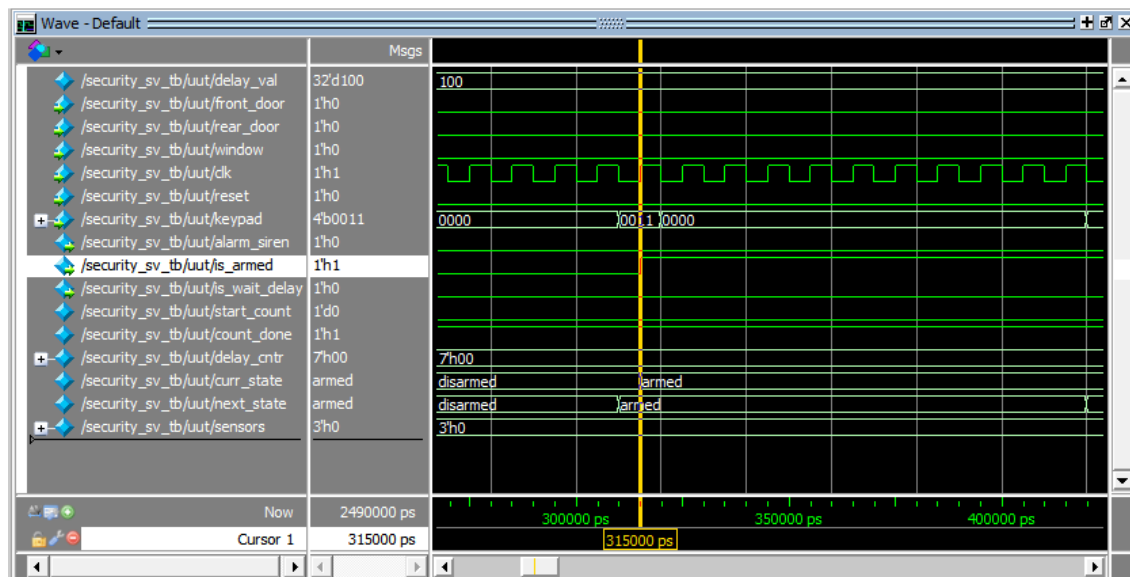 Wave - Default
Msgs
/security_sv_tb/uut/delay_val 32'd100 100
/security_sv_tb/uut/front_door 1'h0
/security_sv_tb/uut/rear_door 1'h0
/security_sv_tb/uut/window 1'h0
/security_sv_tb/uut/clk 1'h1
/security_sv_tb/uut/reset 1'h0
/security_sv_tb/uut/keypad 4'b0011 0000 0011 0000
/security_sv_tb/uut/alarm_siren 1'h0
/security_sv_tb/uut/is_armed 1'h1
/security_sv_tb/uut/is_wait_delay 1'h0
/security_sv_tb/uut/start_count 1'd0
/security_sv_tb/uut/count_done 1'h1
/security_sv_tb/uut/delay_cntr 7'h00 7'h00
/security_sv_tb/uut/curr_state armed disarmed armed
/security_sv_tb/uut/next_state armed disarmed armed
/security_sv_tb/uut/sensors 3'h0 3'h0
Now 2490000 ps 300000 ps 350000 ps 400000 ps
Cursor 1 315000 ps 315000 ps